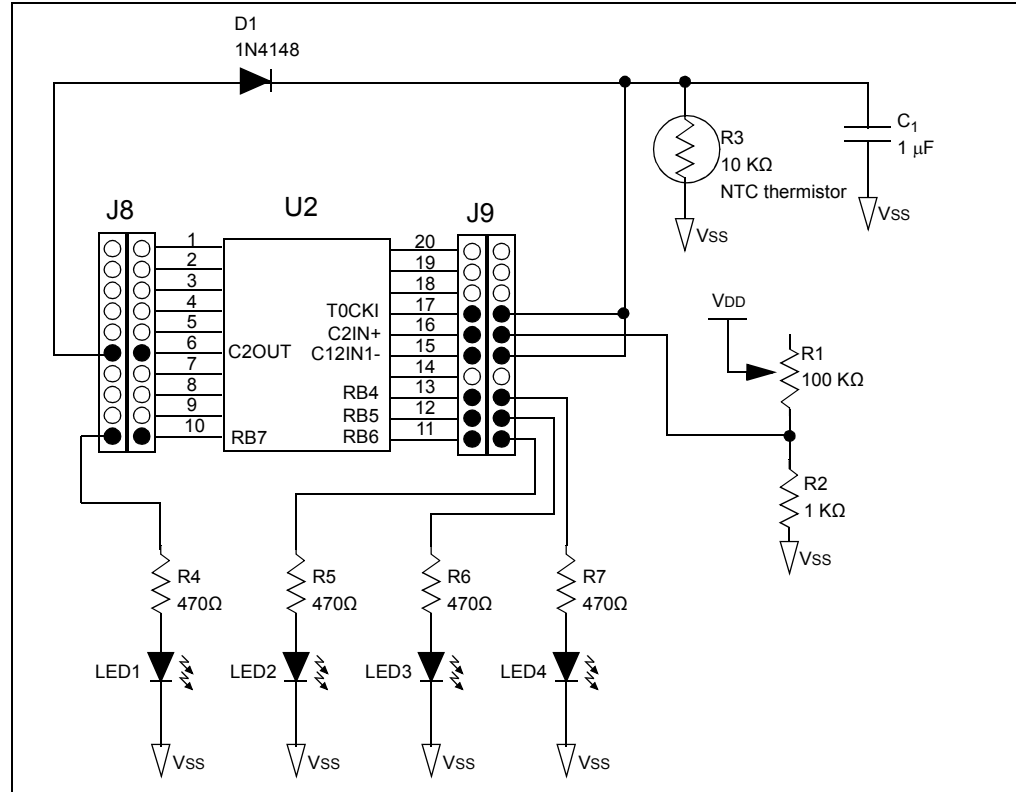 D1
1N4148
R3
10 KΩ
NTC thermistor
C1
1 μF
VSS
VSS
J8
U2
J9
1
2
3
4
5
6
7
8
9
10
C2OUT
RB7
20
19
18
17
16
15
14
13
12
11
T0CKI
C2IN+
C12IN1-
RB4
RB5
RB6
VDD
R1
100 KΩ
R2
1 KΩ
VSS
R4
470Ω
R5
470Ω
R6
470Ω
R7
470Ω
LED1
LED2
LED3
LED4
VSS
VSS
VSS
VSS